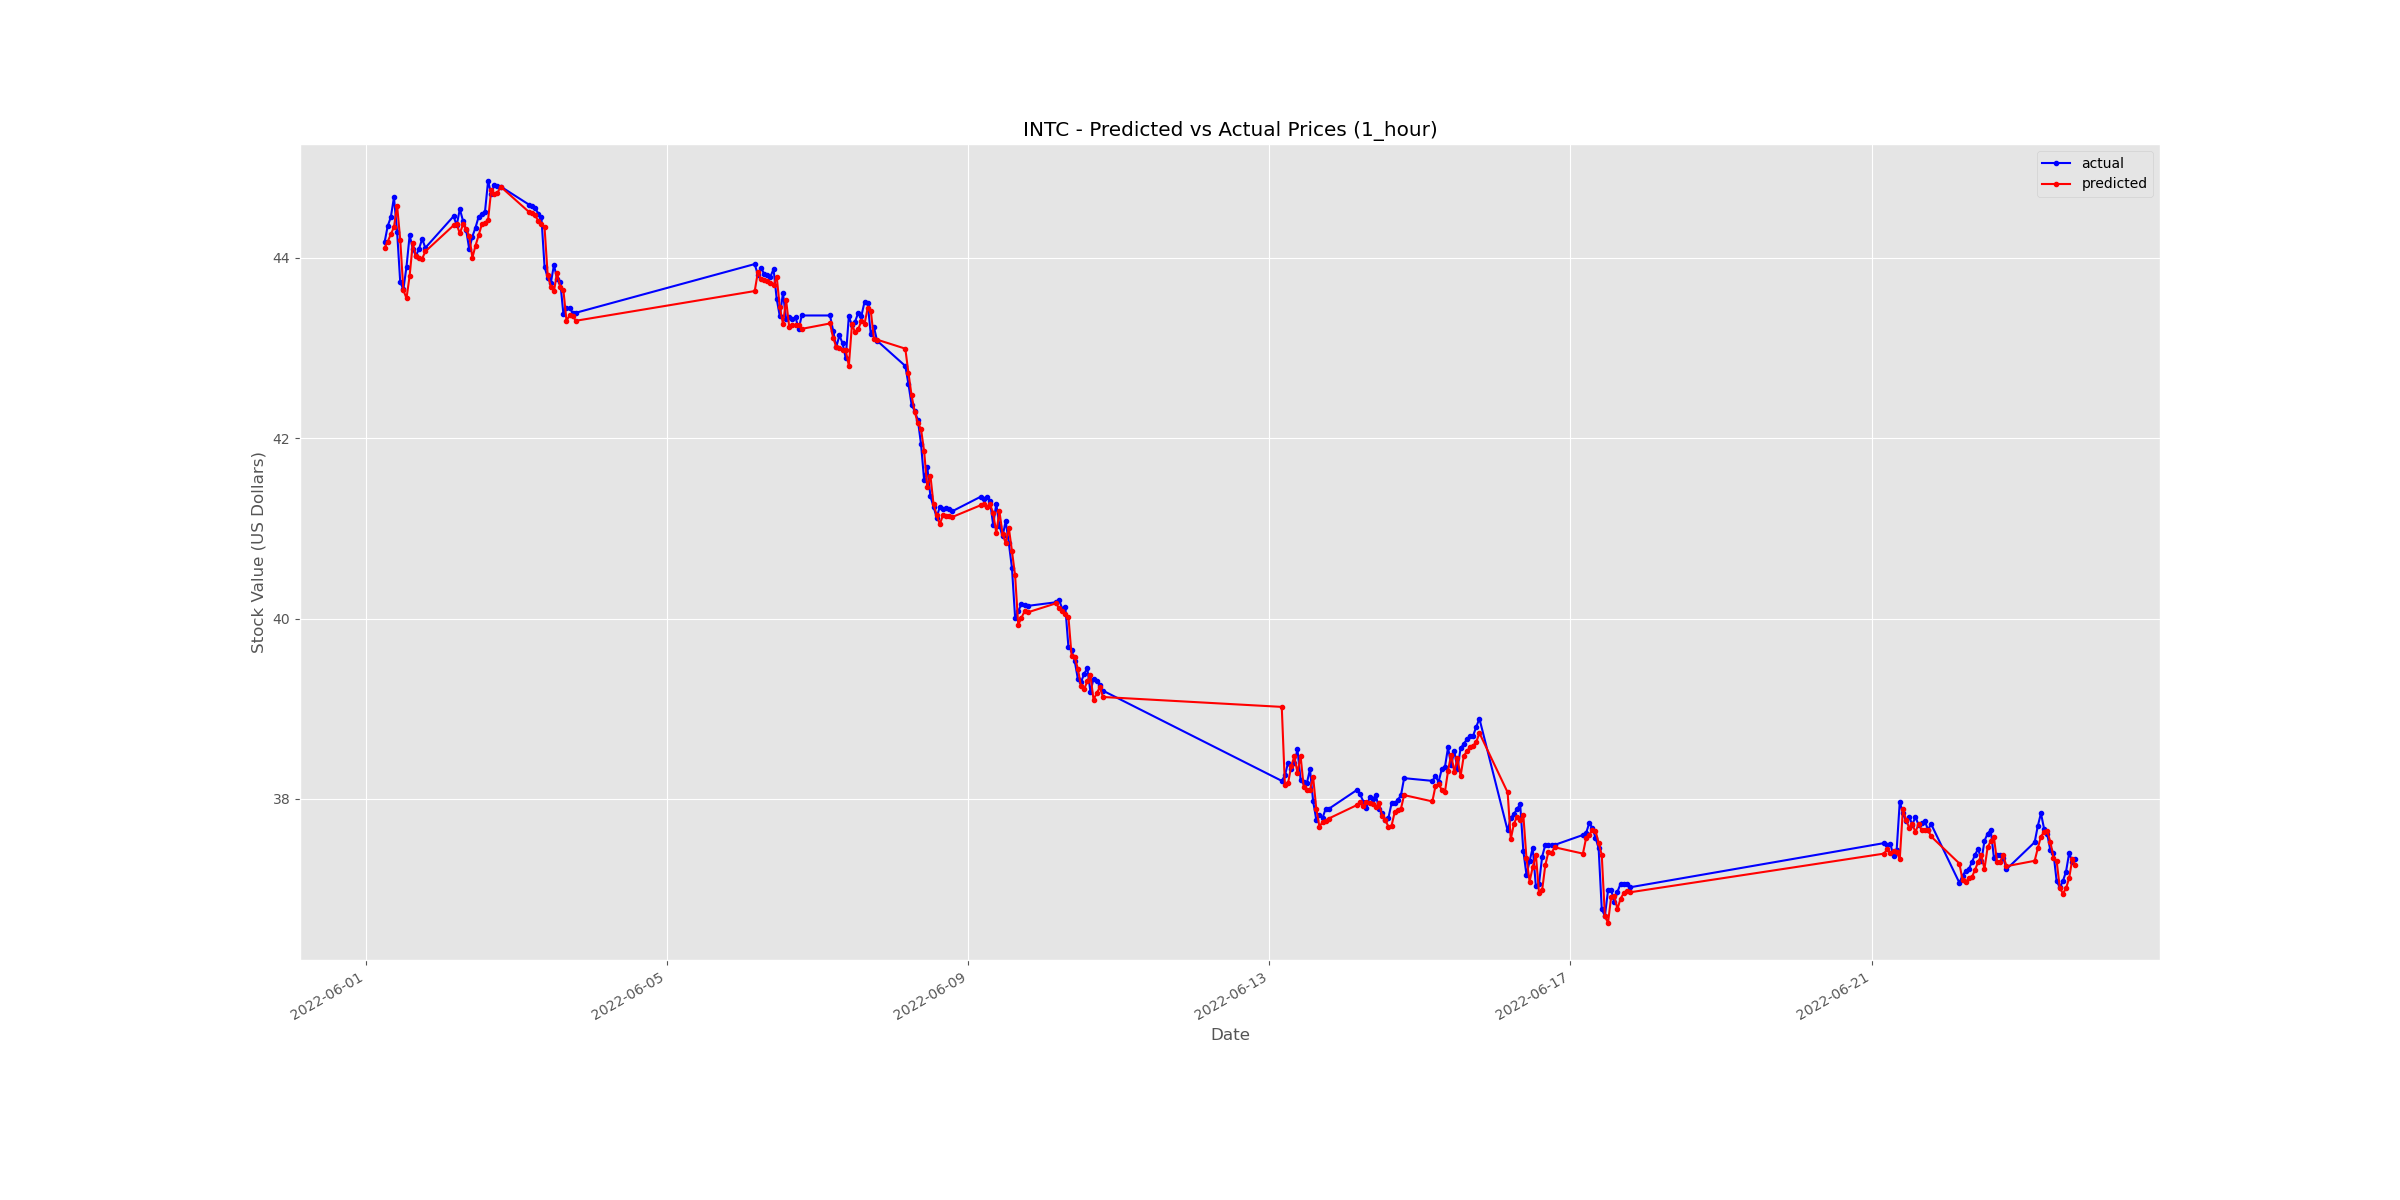 INTC - Predicted vs Actual Prices (1_hour)
actual
predicted
Stock Value (US Dollars)
44
42
40
38
2022-06-01
2022-06-05
2022-06-09
2022-06-13
2022-06-17
2022-06-21
Date